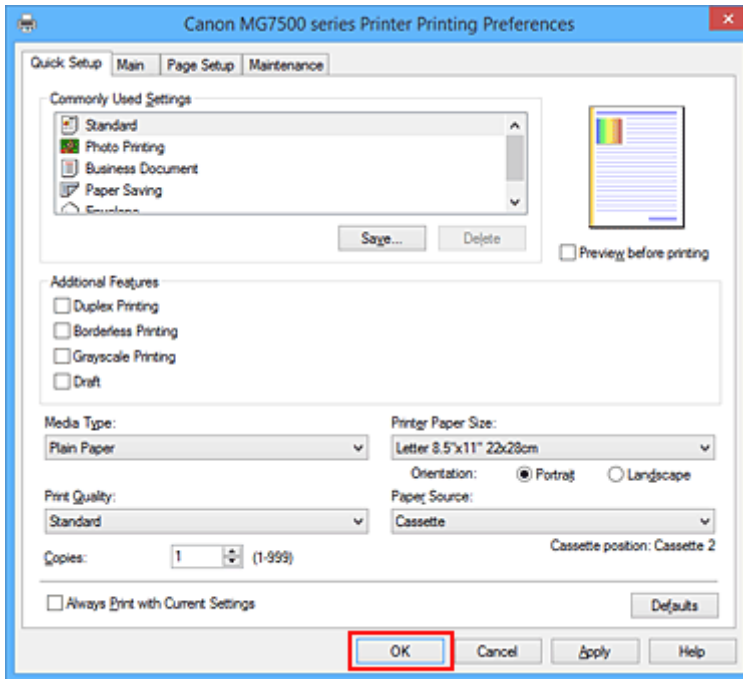 Canon MG7500 series Printer Printing Preferences
Quick Setup Main Page Setup Maintenance
Commonly Used Settings
Standard
Photo Printing
Business Document
Paper Saving
Envelope
Save... Delete
Preview before printing
Additional Features
Duplex Printing
Borderless Printing
Grayscale Printing
Draft
Media Type:
Plain Paper
Printer Paper Size:
Letter 8.5"x11" 22x28cm
Orientation: Portrait Landscape
Print Quality:
Standard
Paper Source:
Cassette
Cassette position: Cassette 2
Copies: 1 (1-999)
Always Print with Current Settings
Defaults
OK Cancel Apply Help